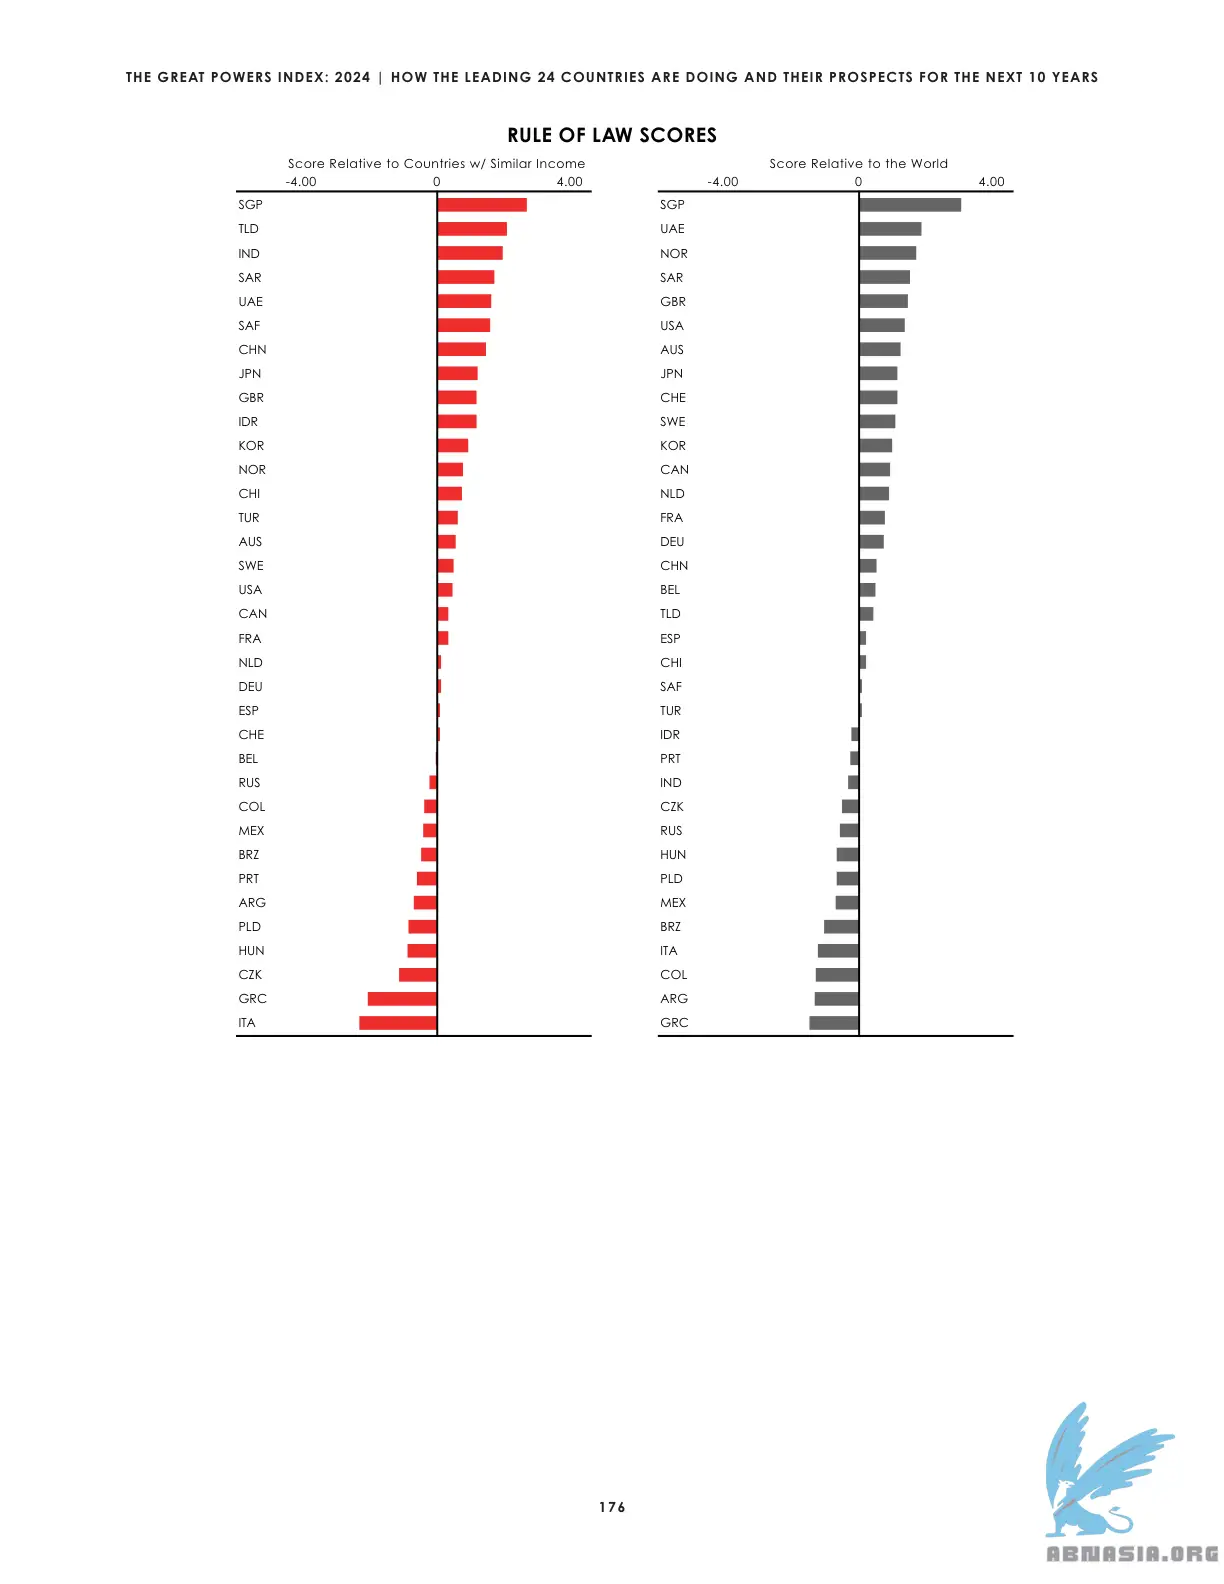 THE GREAT POWERS INDEX: 2024 | HOW THE LEADING 24 COUNTRIES ARE DOING AND THEIR PROSPECTS FOR THE NEXT 10 YEARS
RULE OF LAW SCORES
Score Relative to Countries w/ Similar Income
-4.00 0 4.00
SGP
TLD
IND
SAR
UAE
SAF
CHN
JPN
GBR
IDR
KOR
NOR
CHI
TUR
AUS
SWE
USA
CAN
FRA
NLD
DEU
ESP
CHE
BEL
RUS
COL
MEX
BRZ
PRT
ARG
PLD
HUN
CZK
GRC
ITA
Score Relative to the World
-4.00 0 4.00
SGP
UAE
NOR
SAR
GBR
USA
AUS
JPN
CHE
SWE
KOR
CAN
NLD
FRA
DEU
CHN
BEL
TLD
ESP
CHI
SAF
TUR
IDR
PRT
IND
CZK
RUS
HUN
PLD
MEX
BRZ
ITA
COL
ARG
GRC
176
ABNASIA.ORG